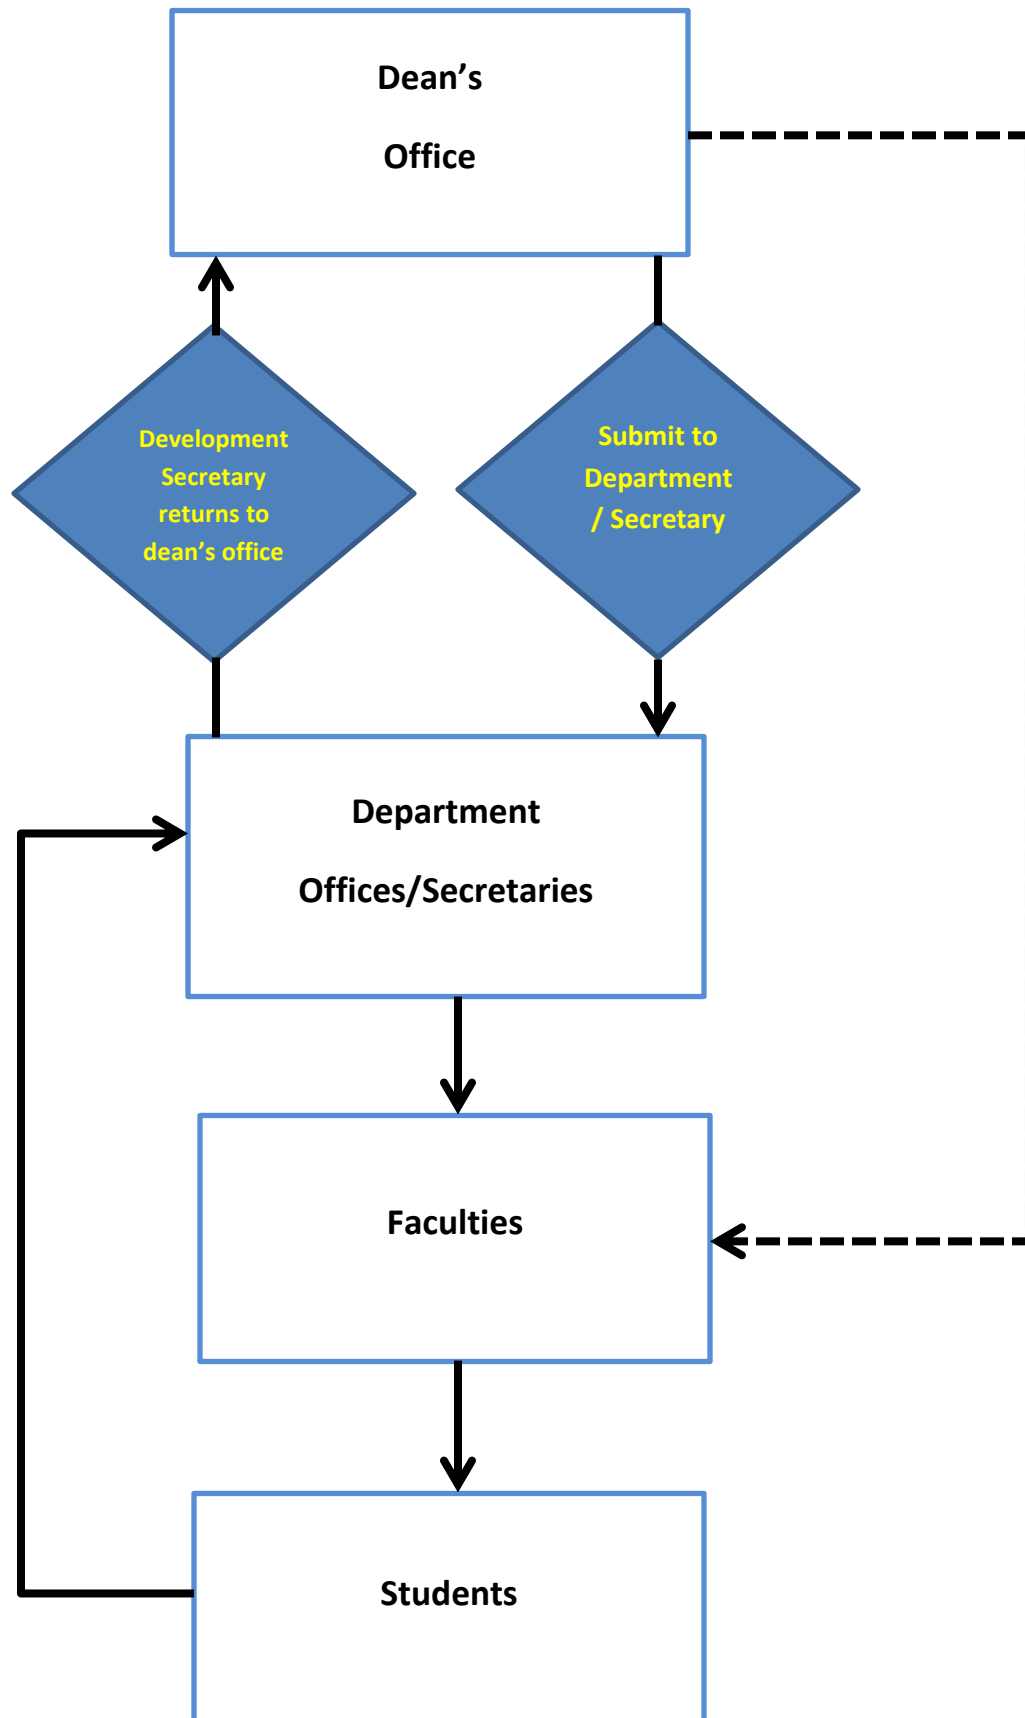 Dean’s
Office
Development
Secretary
returns to
dean’s office
Submit to
Department
/ Secretary
Department
Offices/Secretaries
Faculties
Students